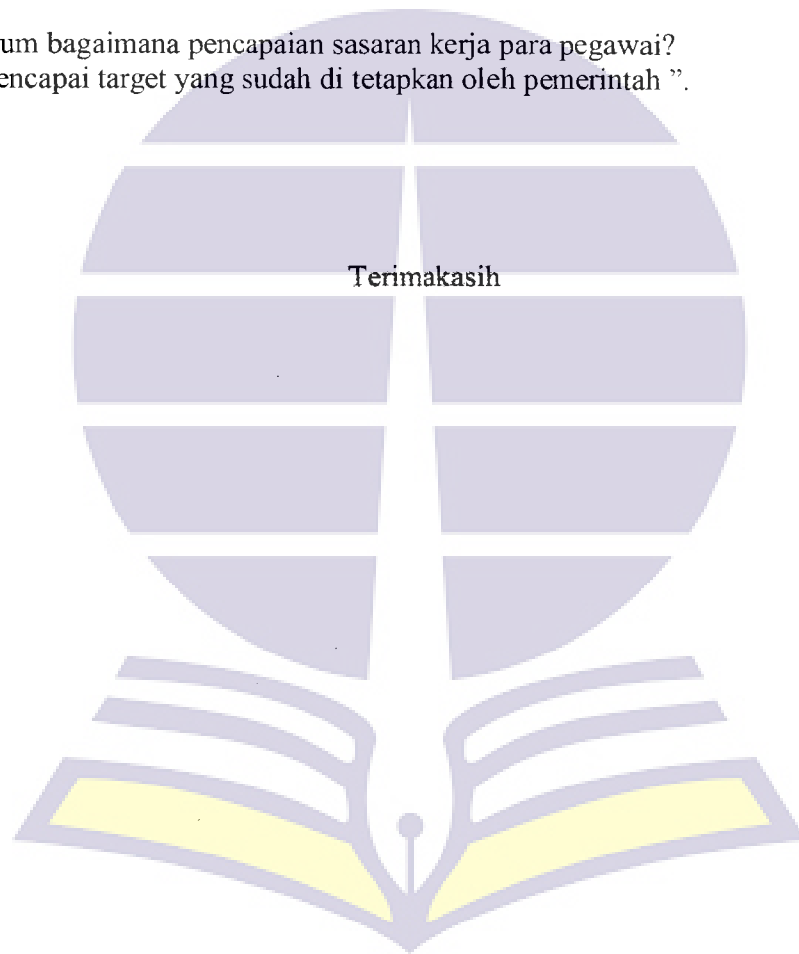 um bagaimana pencapaian sasaran kerja para pegawai?
encapai target yang sudah di tetapkan oleh pemerintah ”.
Terimakasih